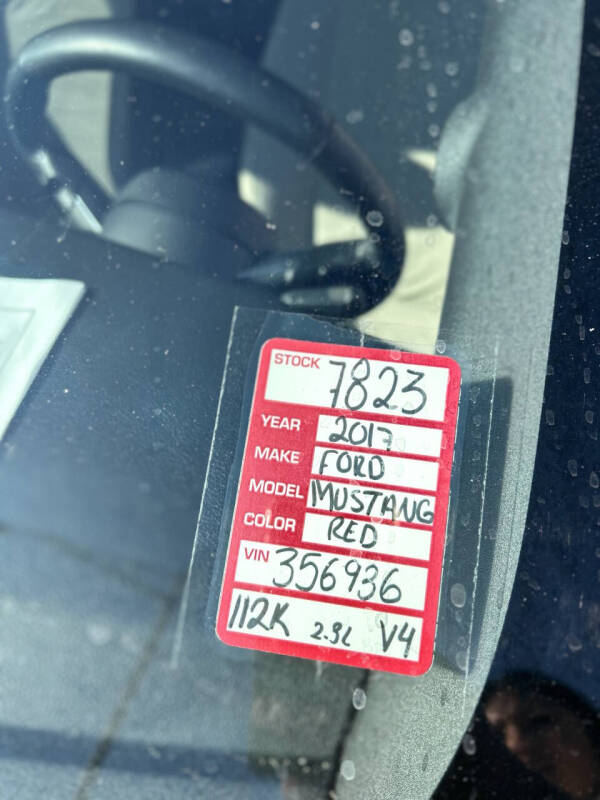 STOCK 7823
YEAR 2017
MAKE FORD
MODEL MUSTANG
COLOR RED
VIN 356936
112K 2.3L V4